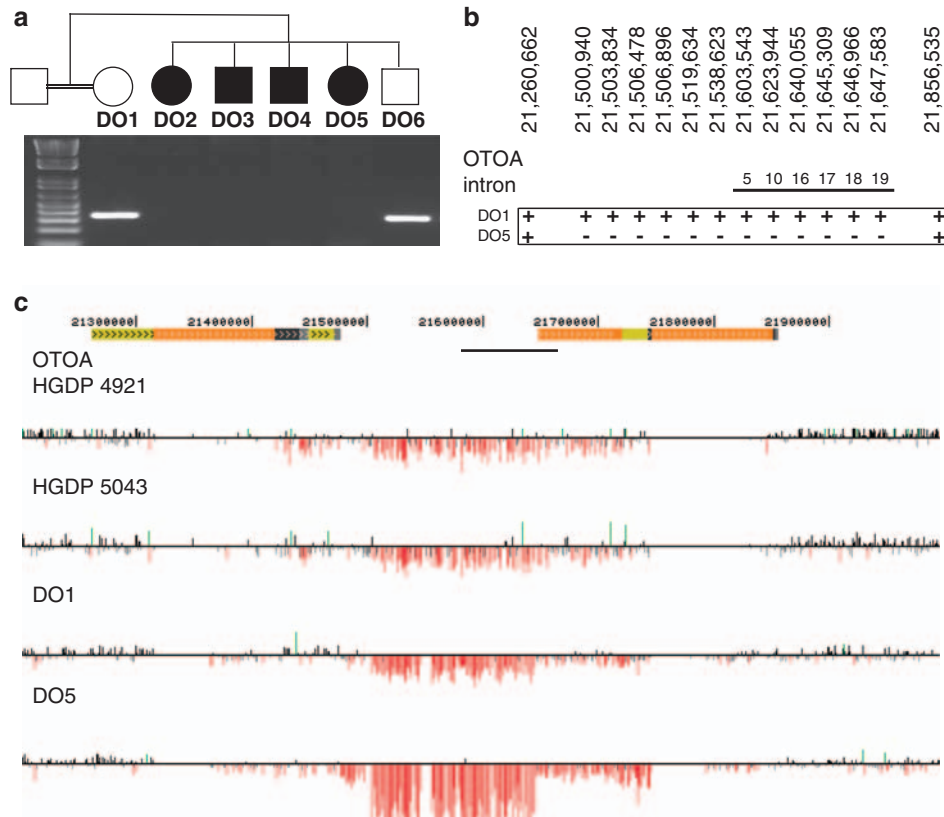 a
DO1 DO2 DO3 DO4 DO5 DO6
b
21,260,662
21,500,940
21,503,834
21,506,478
21,506,896
21,519,634
21,538,623
21,603,543
21,623,944
21,640,055
21,645,309
21,646,966
21,647,583
21,856,535
OTOA
intron 5 10 16 17 18 19
DO1 + + + + + + + + + + + + + +
DO5 + - - - - - - - - - - - - +
c
21300000 21400000 21500000 21600000 21700000 21800000 21900000
OTOA
HGDP 4921
HGDP 5043
DO1
DO5